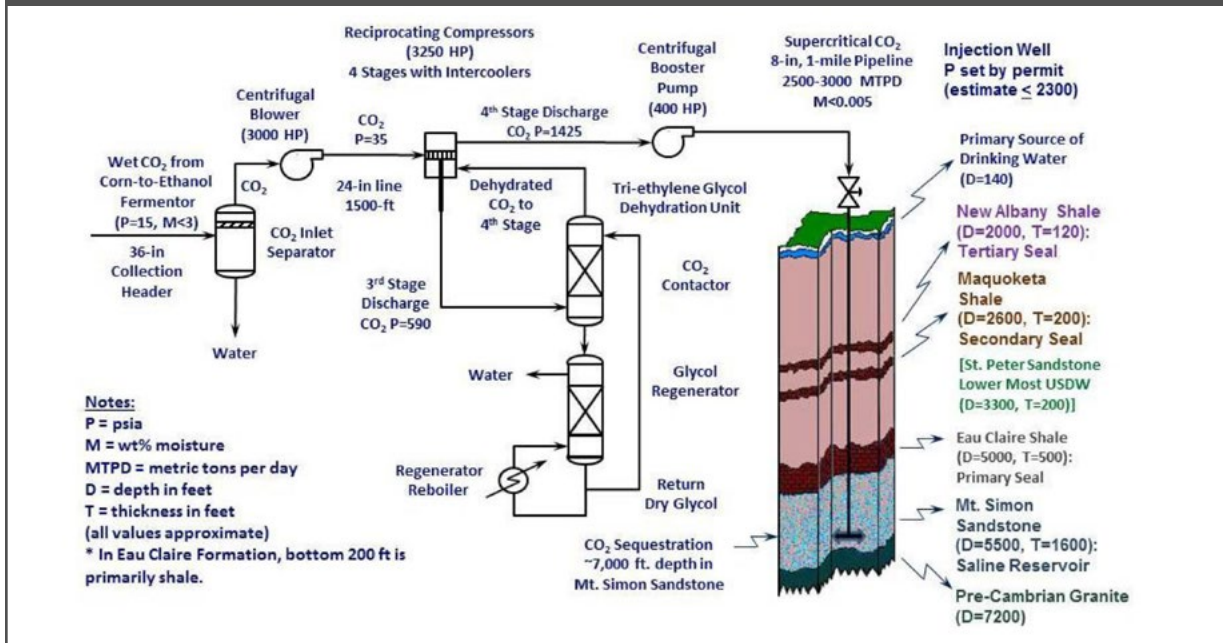 Reciprocating Compressors
(3250 HP)
4 Stages with Intercoolers
Centrifugal
Blower
(3000 HP)
CO₂
P=35
4th Stage Discharge
CO₂ P=1425
Centrifugal
Booster
Pump
(400 HP)
Supercritical CO₂
8-in, 1-mile Pipeline
2500-3000 MTPD
M<0.005
Injection Well
P set by permit
(estimate ≤ 2300)
Wet CO₂ from
Corn-to-Ethanol
Fermentor
(P=15, M<3)
CO₂
36-in
Collection
Header
CO₂ Inlet
Separator
Water
24-in line
1500-ft
Dehydrated
CO₂ to
4th Stage
Tri-ethylene Glycol
Dehydration Unit
3rd Stage
Discharge
CO₂ P=590
CO₂
Contactor
Water
Glycol
Regenerator
Regenerator
Reboiler
Return
Dry Glycol
Primary Source of
Drinking Water
(D=140)
New Albany Shale
(D=2000, T=120):
Tertiary Seal
Maquoketa
Shale
(D=2600, T=200):
Secondary Seal
[St. Peter Sandstone
Lower Most USDW
(D=3300, T=200)]
Eau Claire Shale
(D=5000, T=500):
Primary Seal
Mt. Simon
Sandstone
(D=5500, T=1600):
Saline Reservoir
Pre-Cambrian Granite
(D=7200)
CO₂ Sequestration
~7,000 ft. depth in
Mt. Simon Sandstone
Notes:
P = psia
M = wt% moisture
MTPD = metric tons per day
D = depth in feet
T = thickness in feet
(all values approximate)
* In Eau Claire Formation, bottom 200 ft is
primarily shale.